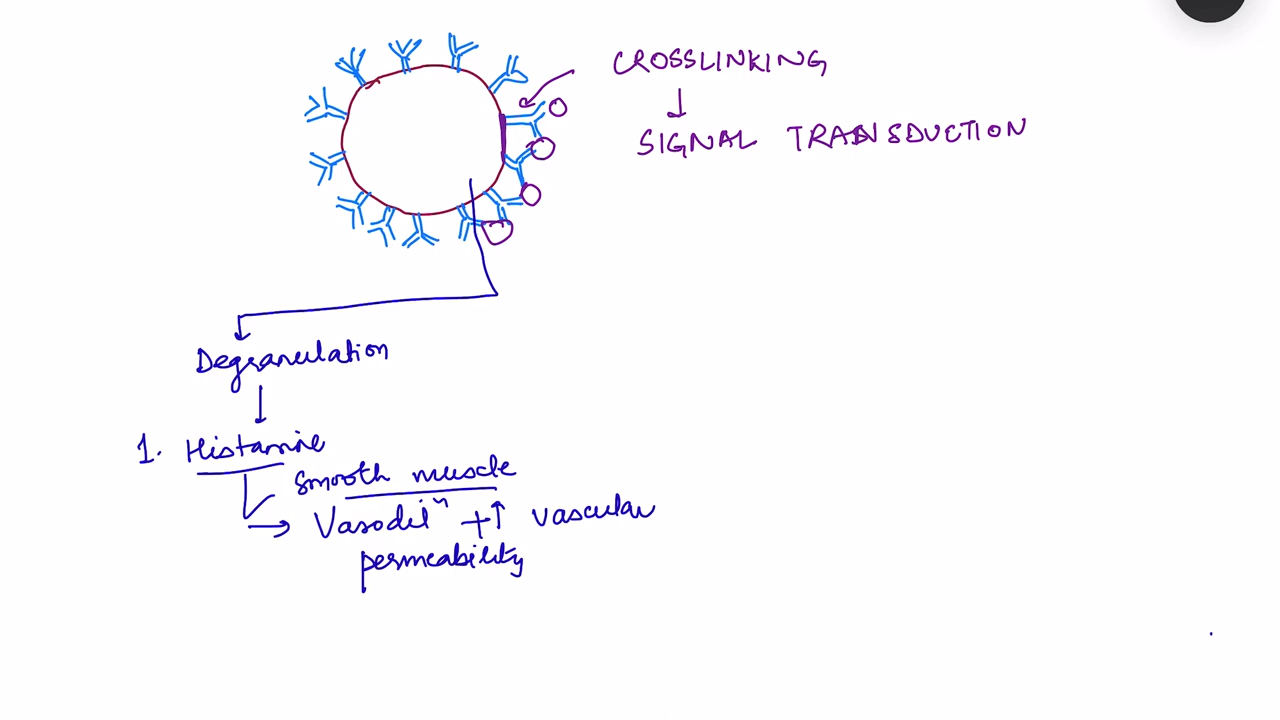 CROSSLINKING
SIGNAL TRANSDUCTION
Degranulation
1. Histamine
Smooth muscle
Vasodilⁿ + ↑ vascular
permeability